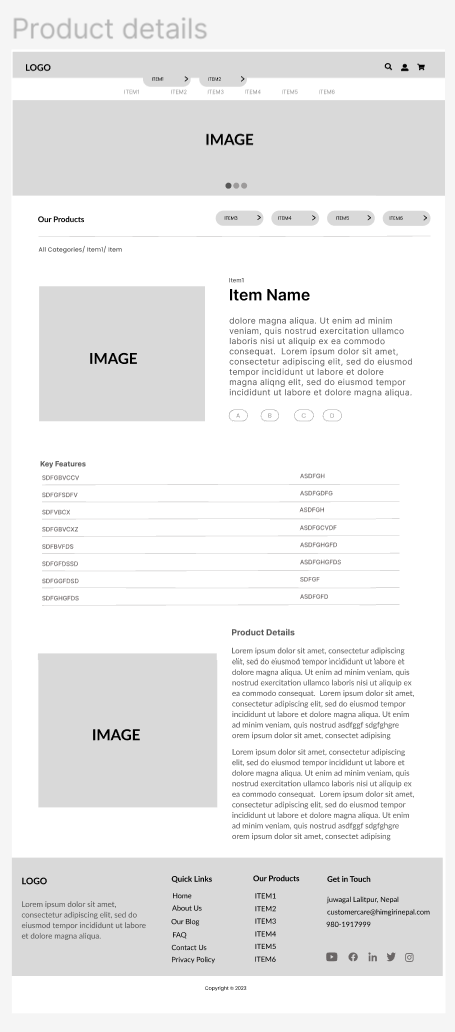 Product details
LOGO
ITEM1 ITEM2
ITEM1 ITEM2 ITEM3 ITEM4 ITEM5 ITEM6
IMAGE
Our Products
ITEM3 ITEM4 ITEM5 ITEM6
All Categories/ Item1/ item
Item1
Item Name
IMAGE
dolore magna aliqua. Ut enim ad minim
veniam, quis nostrud exercitation ullamco
laboris nisi ut aliquip ex ea commodo
consequat. Lorem ipsum dolor sit amet,
consectetur adipiscing elit, sed do eiusmod
tempor incididunt ut labore et dolore
magna aliqng elit, sed do eiusmod tempor
incididunt ut labore et dolore magna aliqua.
A B C D
Key Features
SDFGBVCCV ASDFGH
SDFGFSDFV ASDFGDFG
SDFVBCX ASDFGH
SDFGBVCXZ ASDFGCVDF
SDFBVFDS ASDFGHGFD
SDFGFDSSD ASDFGHGFDS
SDFGGFDSD SDFGF
SDFGHGFDS ASDFGFD
IMAGE
Product Details
Lorem ipsum dolor sit amet, consectetur adipiscing
elit, sed do eiusmod tempor incididunt ut labore et
dolore magna aliqua. Ut enim ad minim veniam, quis
nostrud exercitation ullamco laboris nisi ut aliquip ex
ea commodo consequat. Lorem ipsum dolor sit amet,
consectetur adipiscing elit, sed do eiusmod tempor
incididunt ut labore et dolore magna aliqua. Ut enim
ad minim veniam, quis nostrud asdfggf sdgfghgre
orem ipsum dolor sit amet, consectet adipising
Lorem ipsum dolor sit amet, consectetur adipiscing
elit, sed do eiusmod tempor incididunt ut labore et
dolore magna aliqua. Ut enim ad minim veniam, quis
nostrud exercitation ullamco laboris nisi ut aliquip ex
ea commodo consequat. Lorem ipsum dolor sit amet,
consectetur adipiscing elit, sed do eiusmod tempor
incididunt ut labore et dolore magna aliqua. Ut enim
ad minim veniam, quis nostrud asdfggf sdgfghgre
orem ipsum dolor sit amet, consectet adipising
LOGO
Lorem ipsum dolor sit amet,
consectetur adipiscing elit, sed do
eiusmod tempor incididunt ut labore
et dolore magna aliqua.
Quick Links
Home
About Us
Our Blog
FAQ
Contact Us
Privacy Policy
Our Products
ITEM1
ITEM2
ITEM3
ITEM4
ITEM5
ITEM6
Get in Touch
juwagal Lalitpur, Nepal
customercare@himgirinepal.com
980-1917999
Copyright © 2023